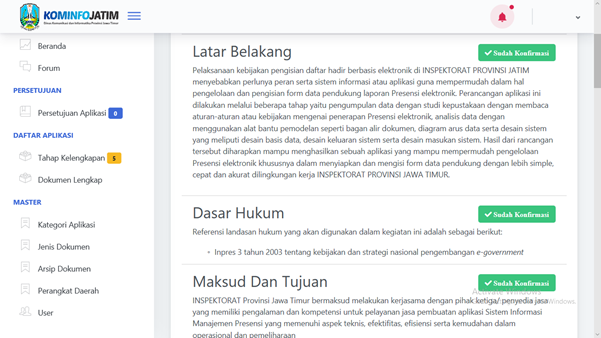 KOMINFOJATIM
Dinas Komunikasi dan Informatika Provinsi Jawa Timur
Beranda
Forum
PERSETUJUAN
Persetujuan Aplikasi 0
DAFTAR APLIKASI
Tahap Kelengkapan 5
Dokumen Lengkap
MASTER
Kategori Aplikasi
Jenis Dokumen
Arsip Dokumen
Perangkat Daerah
User
Latar Belakang
Sudah Konfirmasi
Pelaksanaan kebijakan pengisian daftar hadir berbasis elektronik di INSPEKTORAT PROVINSI JATIM
menyebabkan perlunya peran serta sistem informasi atau aplikasi guna mempermudah dalam hal
pengelolaan dan pengisian form data pendukung laporan Presensi elektronik. Perancangan aplikasi ini
dilakukan melalui beberapa tahap yaitu pengumpulan data dengan studi kepustakaan dengan membaca
aturan-aturan atau kebijakan mengenai penerapan Presensi elektronik, analisis data dengan
menggunakan alat bantu pemodelan seperti bagan alir dokumen, diagram arus data serta desain sistem
yang meliputi desain basis data, desain keluaran sistem serta desain masukan sistem. Hasil dari rancangan
tersebut diharapkan mampu menghasilkan sebuah aplikasi yang mampu mempermudah pengelolaan
Presensi elektronik khususnya dalam menyiapkan dan mengisi form data pendukung dengan lebih simple,
cepat dan akurat dilingkungan kerja INSPEKTORAT PROVINSI JAWA TIMUR.
Dasar Hukum
Sudah Konfirmasi
Referensi landasan hukum yang akan digunakan dalam kegiatan ini adalah sebagai berikut:
Inpres 3 tahun 2003 tentang kebijakan dan strategi nasional pengembangan e-government
Maksud Dan Tujuan
Sudah Konfirmasi
Activate Windows
INSPEKTORAT Provinsi Jawa Timur bermaksud melakukan kerjasama dengan pihak ketiga/ penyedia jasa
Windows.
yang memiliki pengalaman dan kompetensi untuk pelayanan jasa pembuatan aplikasi Sistem Informasi
Manajemen Presensi yang memenuhi aspek teknis, efektifitas, efisiensi serta kemudahan dalam
operasional dan pemeliharaan